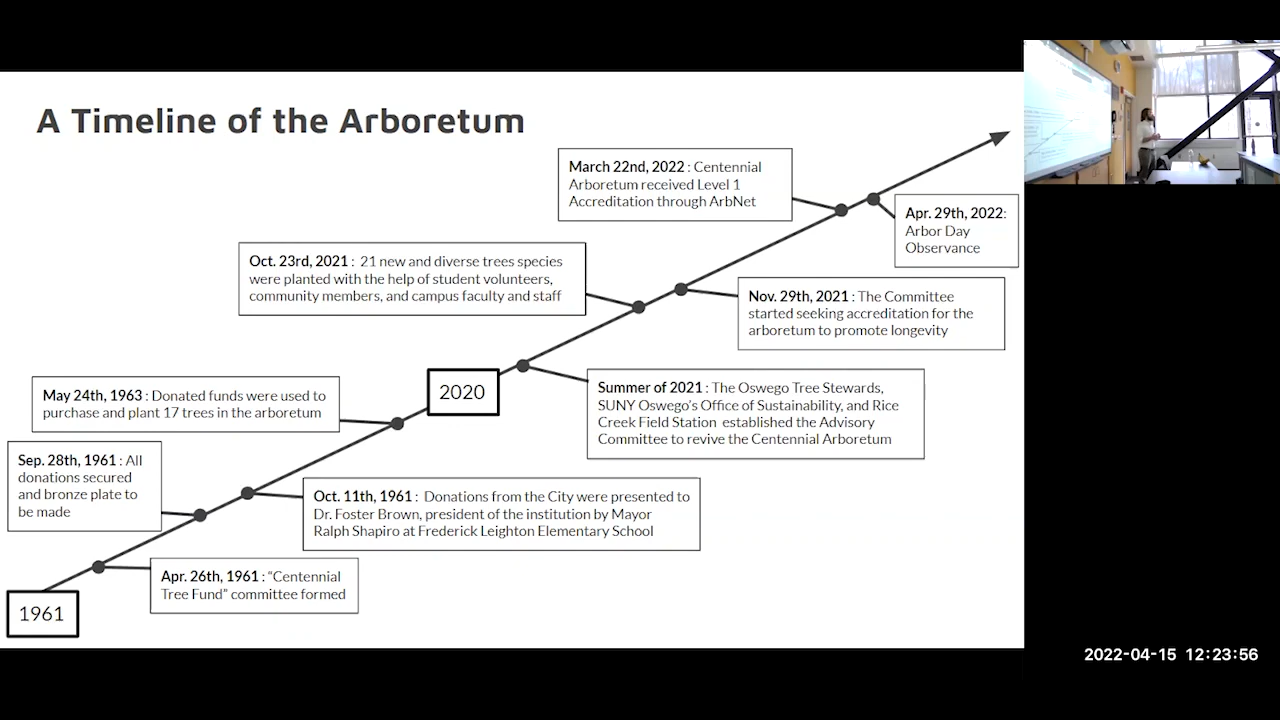 A Timeline of the Arboretum
March 22nd, 2022 : Centennial
Arboretum received Level 1
Accreditation through ArbNet
Apr. 29th, 2022:
Arbor Day
Observance
Oct. 23rd, 2021 : 21 new and diverse trees species
were planted with the help of student volunteers,
community members, and campus faculty and staff
Nov. 29th, 2021 : The Committee
started seeking accreditation for the
arboretum to promote longevity
2020
Summer of 2021 : The Oswego Tree Stewards,
SUNY Oswego's Office of Sustainability, and Rice
Creek Field Station established the Advisory
Committee to revive the Centennial Arboretum
May 24th, 1963 : Donated funds were used to
purchase and plant 17 trees in the arboretum
Sep. 28th, 1961 : All
donations secured
and bronze plate to
be made
Oct. 11th, 1961 : Donations from the City were presented to
Dr. Foster Brown, president of the institution by Mayor
Ralph Shapiro at Frederick Leighton Elementary School
Apr. 26th, 1961 : “Centennial
Tree Fund” committee formed
1961
2022-04-15 12:23:56